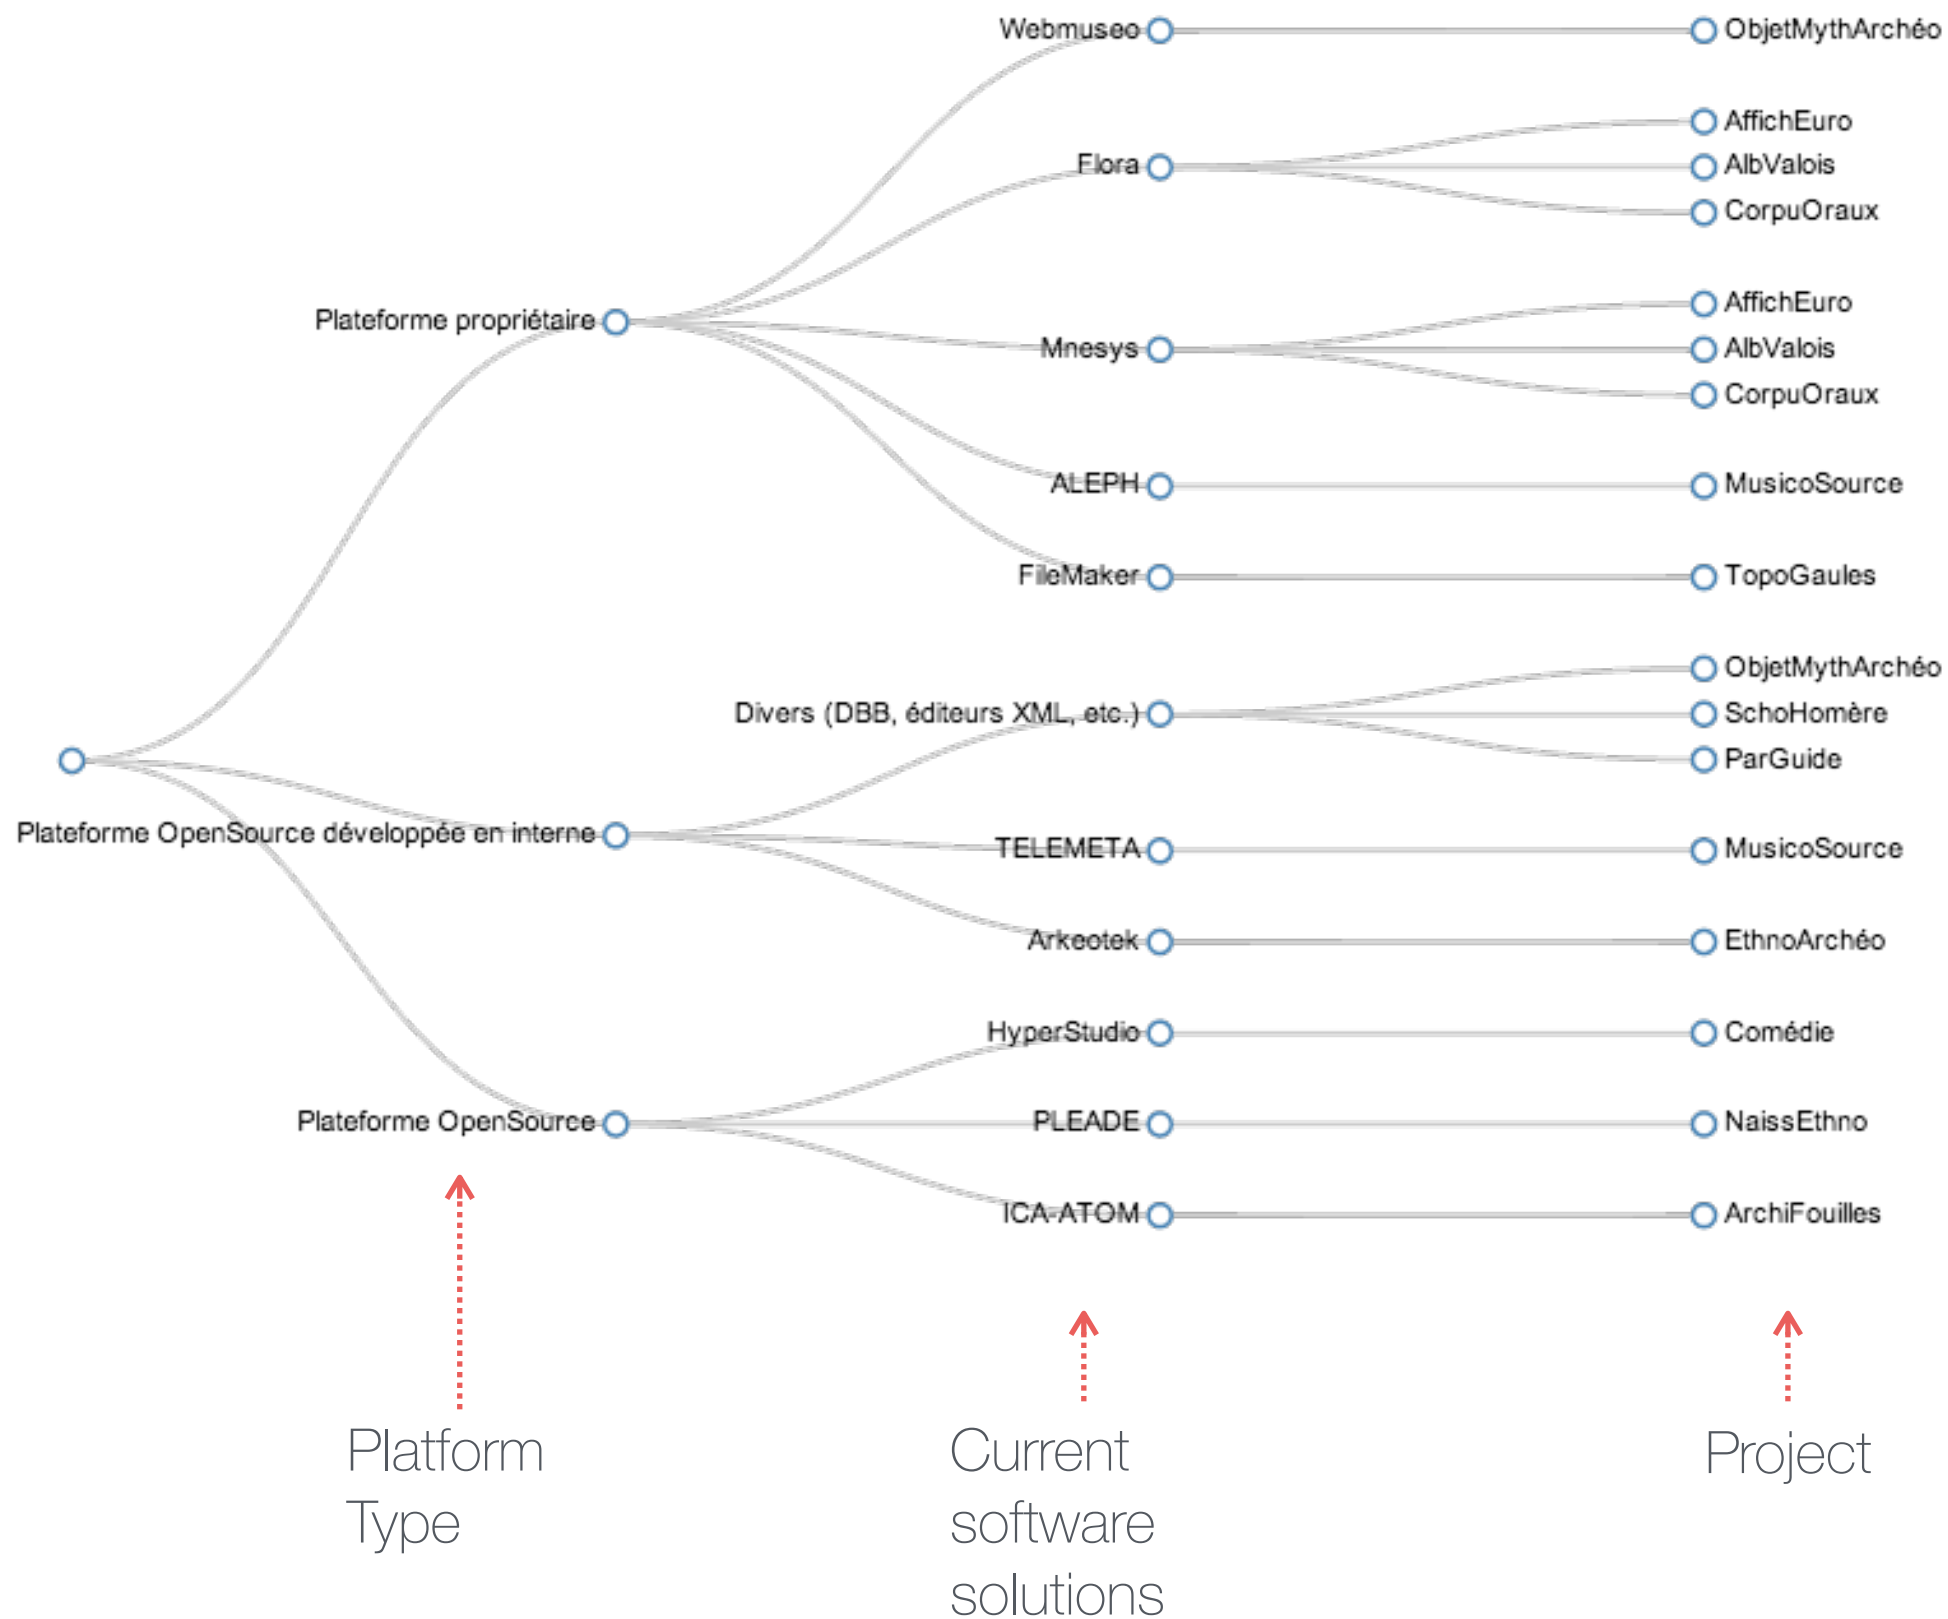 Webmuseo
ObjetMythArchéo
AffichEuro
Flora
AlbValois
CorpuOraux
Plateforme propriétaire
AffichEuro
Mnesys
AlbValois
CorpuOraux
ALEPH
MusicoSource
FileMaker
TopoGaules
ObjetMythArchéo
Divers (DBB, éditeurs XML, etc.)
SchoHomère
ParGuide
Plateforme OpenSource développée en interne
TELEMETA
MusicoSource
Arkeotek
EthnoArchéo
HyperStudio
Comédie
Plateforme OpenSource
PLEADE
NaissEthno
ICA-ATOM
ArchiFouilles
Platform
Type
Current
software
solutions
Project